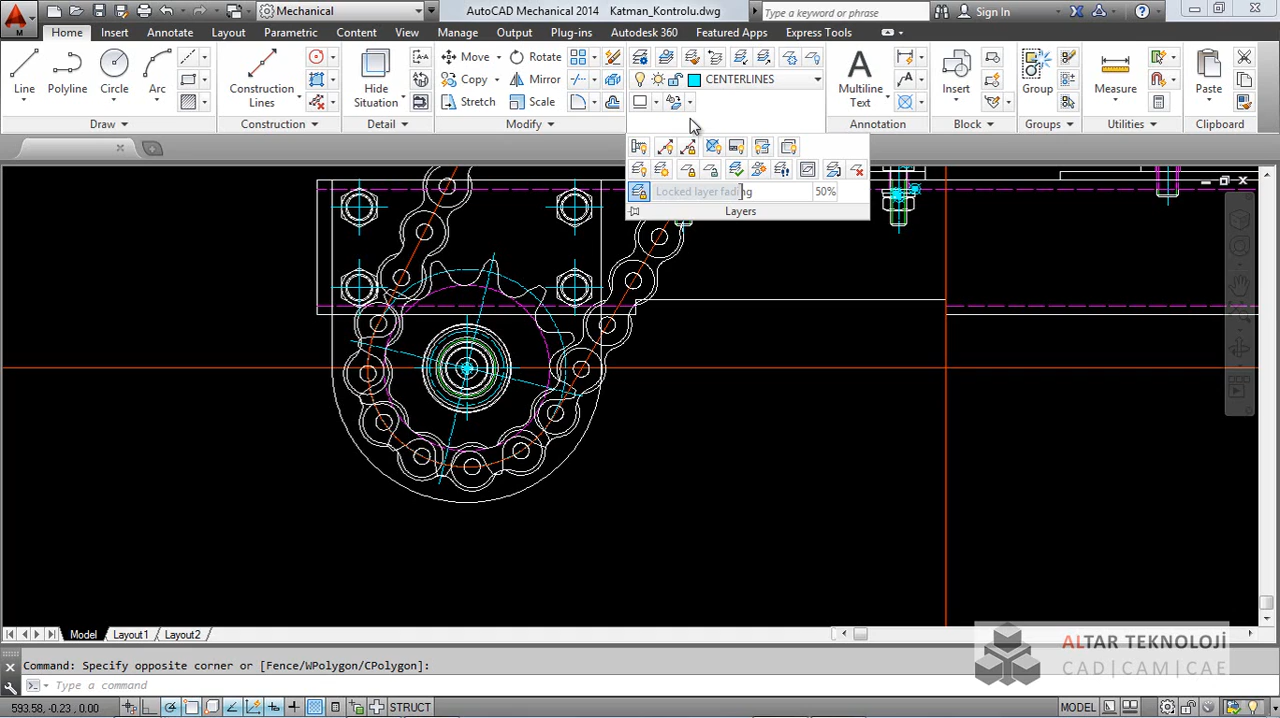 Mechanical
AutoCAD Mechanical 2014 Katman_Kontrolu.dwg
Type a keyword or phrase
Sign In
Home Insert Annotate Layout Parametric Content View Manage Output Plug-ins Autodesk 360 Featured Apps Express Tools
Line
Polyline
Circle
Arc
Construction
Lines
Hide
Situation
Move
Rotate
Copy
Mirror
Stretch
Scale
CENTERLINES
Multiline
Text
Insert
Group
Measure
Paste
Draw
Detail
Modify
Annotation
Block
Groups
Utilities
Clipboard
Locked layer fading 50%
Layers
Model Layout1 Layout2
ALTAR TEKNOLOJİ
CAD|CAM|CAE
Command: Specify opposite corner or [Fence/WPolygon/CPolygon]:
Type a command
593.58, -0.23 , 0.00
STRUCT
MODEL
M